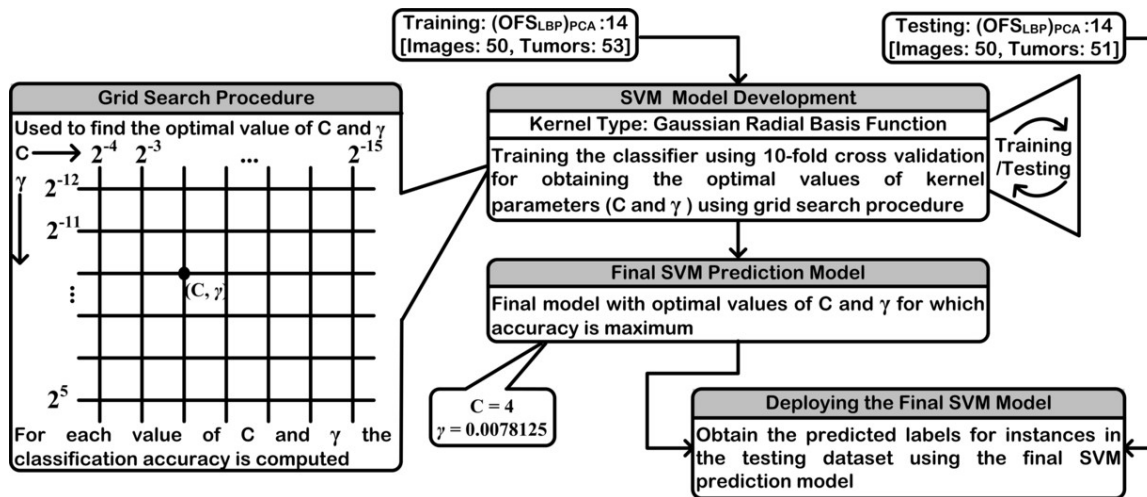 Training: (OFSLBP)PCA :14
[Images: 50, Tumors: 53]
Testing: (OFSLBP)PCA :14
[Images: 50, Tumors: 51]
Grid Search Procedure
Used to find the optimal value of C and γ
C 2⁻⁴ 2⁻³ ... 2⁻¹⁵
γ
2⁻¹²
2⁻¹¹
(C, γ)
⋮
2⁵
For each value of C and γ the
classification accuracy is computed
SVM Model Development
Kernel Type: Gaussian Radial Basis Function
Training the classifier using 10-fold cross validation
for obtaining the optimal values of kernel
parameters (C and γ ) using grid search procedure
Training
/Testing
Final SVM Prediction Model
Final model with optimal values of C and γ for which
accuracy is maximum
C = 4
γ = 0.0078125
Deploying the Final SVM Model
Obtain the predicted labels for instances in
the testing dataset using the final SVM
prediction model